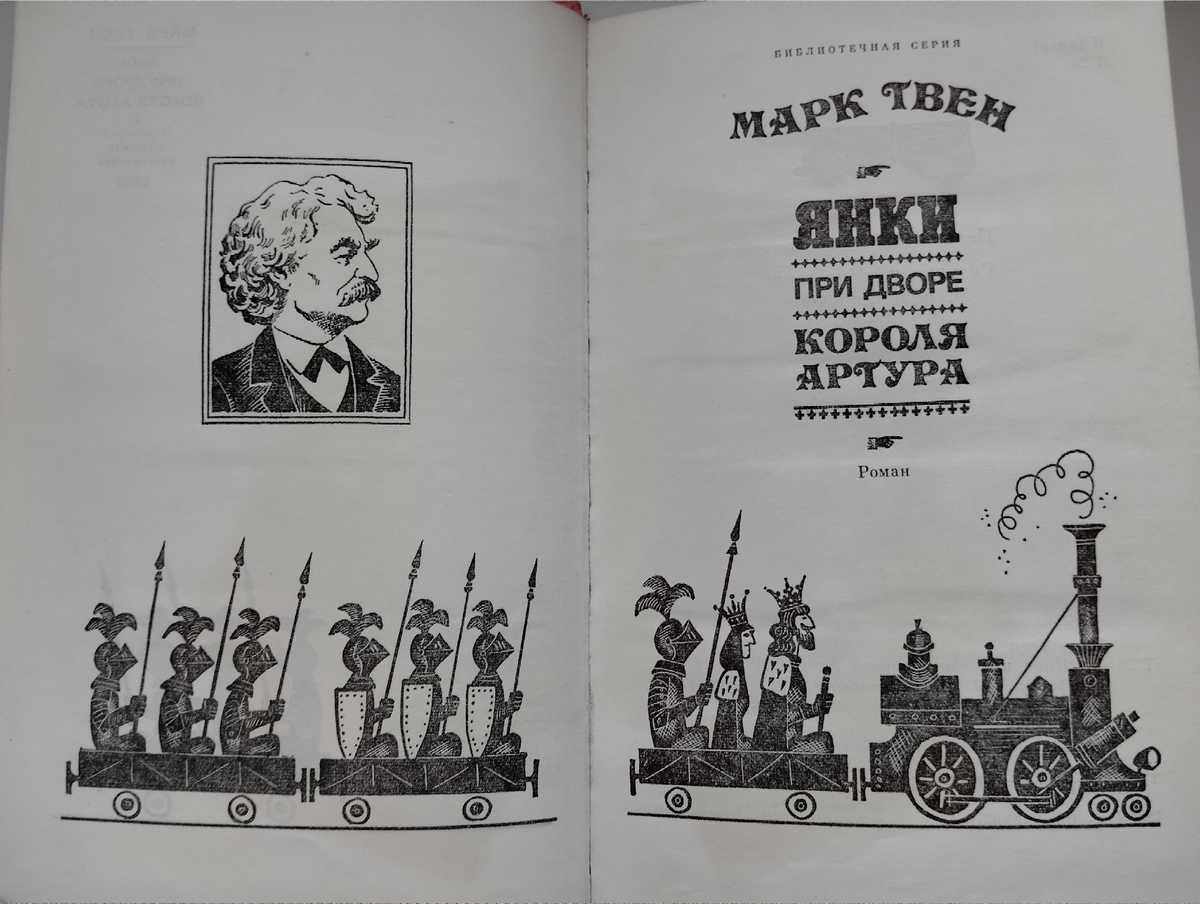 БИБЛИОТЕЧНАЯ СЕРИЯ
МАРК ТВЕН
ЯНКИ
ПРИ ДВОРЕ
КОРОЛЯ
АРТУРА
Роман